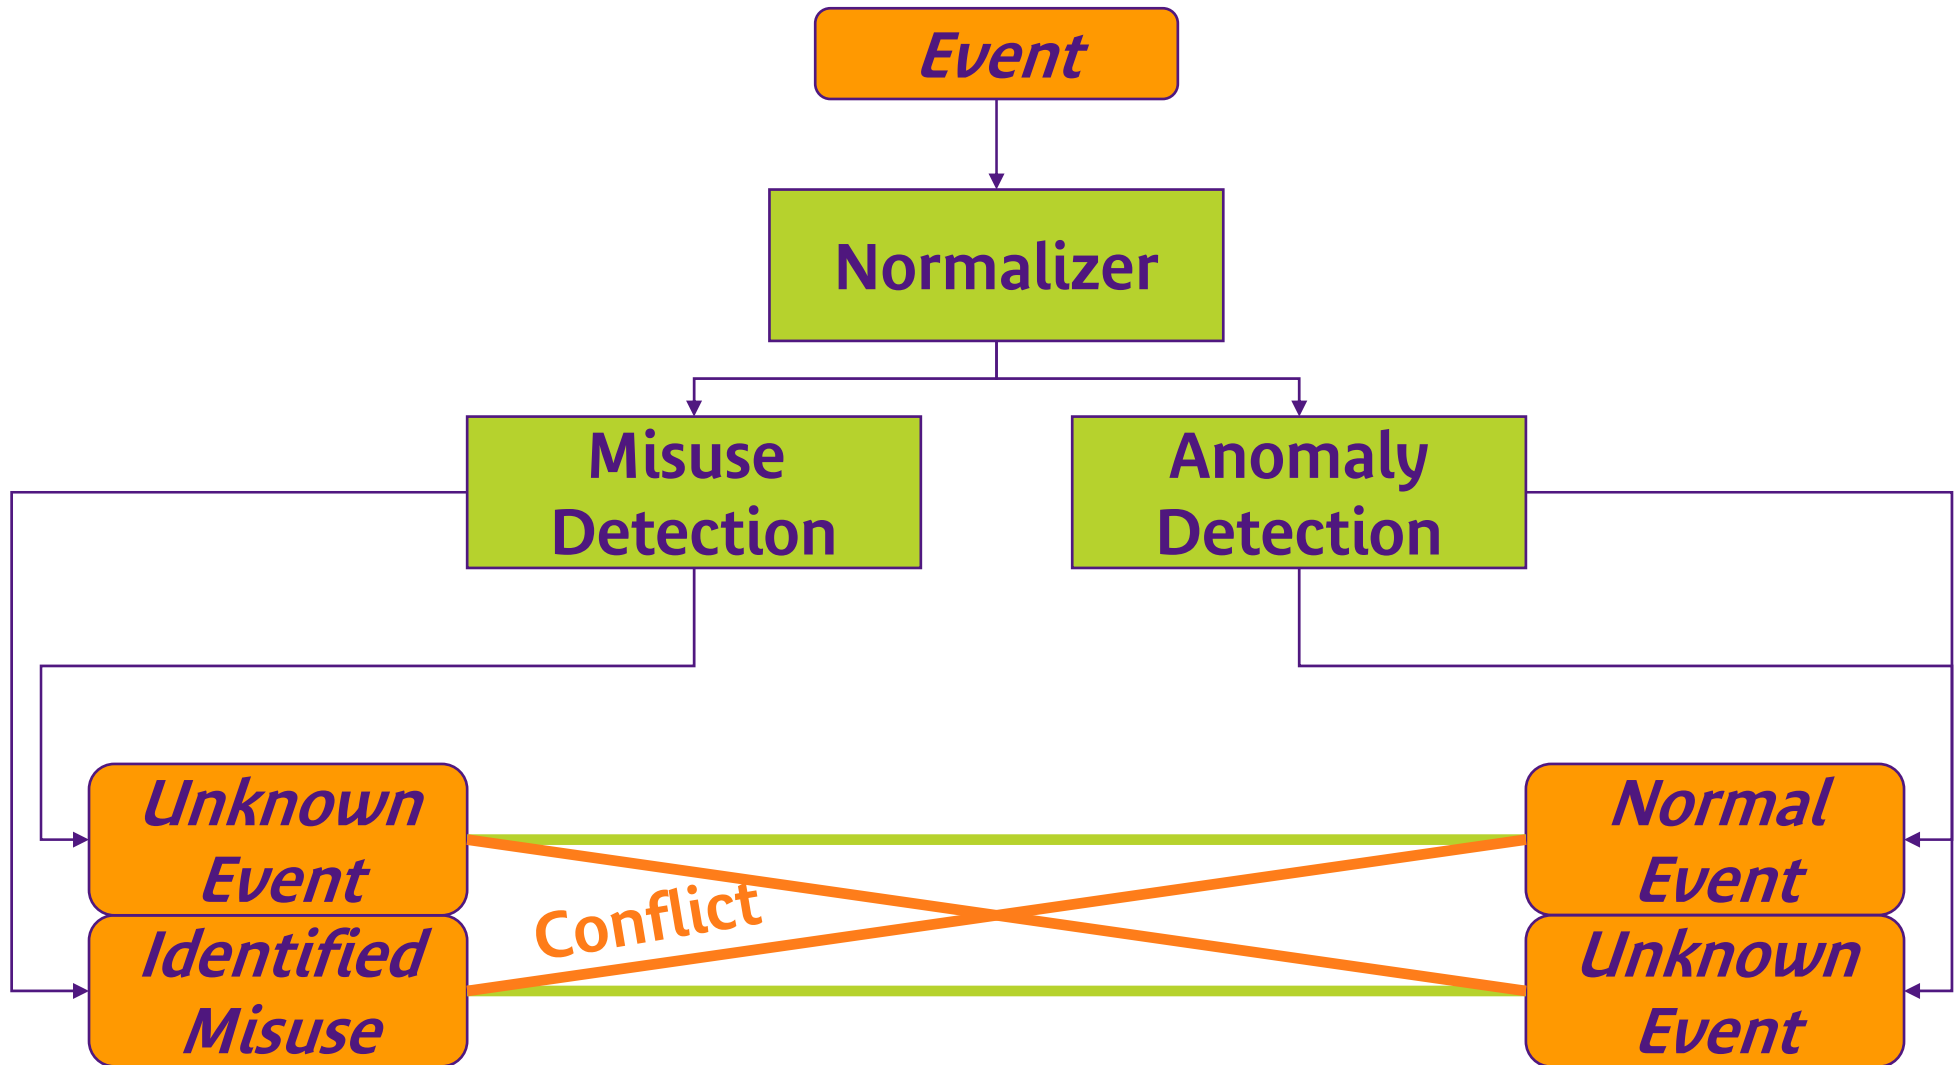 Event
Normalizer
Misuse
Detection
Anomaly
Detection
Unknown
Event
Identified
Misuse
Conflict
Normal
Event
Unknown
Event